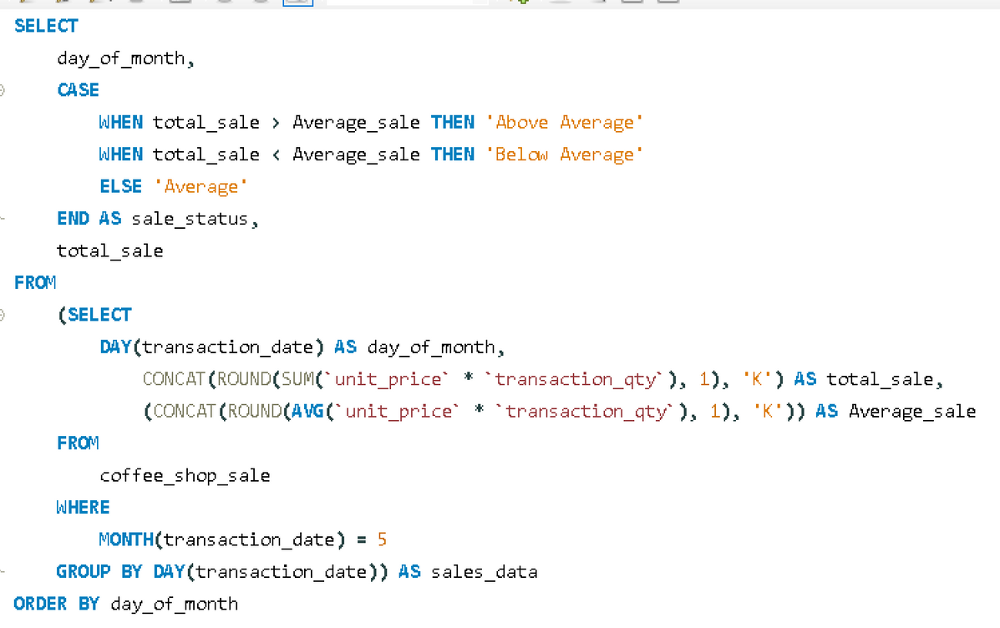 SELECT
day_of_month,
CASE
WHEN total_sale > Average_sale THEN 'Above Average'
WHEN total_sale < Average_sale THEN 'Below Average'
ELSE 'Average'
END AS sale_status,
total_sale
FROM
(SELECT
DAY(transaction_date) AS day_of_month,
CONCAT(ROUND(SUM(`unit_price` * `transaction_qty`), 1), 'K') AS total_sale,
(CONCAT(ROUND(AVG(`unit_price` * `transaction_qty`), 1), 'K')) AS Average_sale
FROM
coffee_shop_sale
WHERE
MONTH(transaction_date) = 5
GROUP BY DAY(transaction_date)) AS sales_data
ORDER BY day_of_month